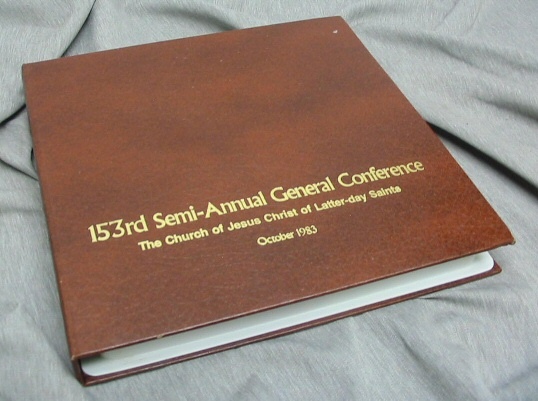 153rd Semi-Annual General Conference
The Church of Jesus Christ of Latter-day Saints
October 1983